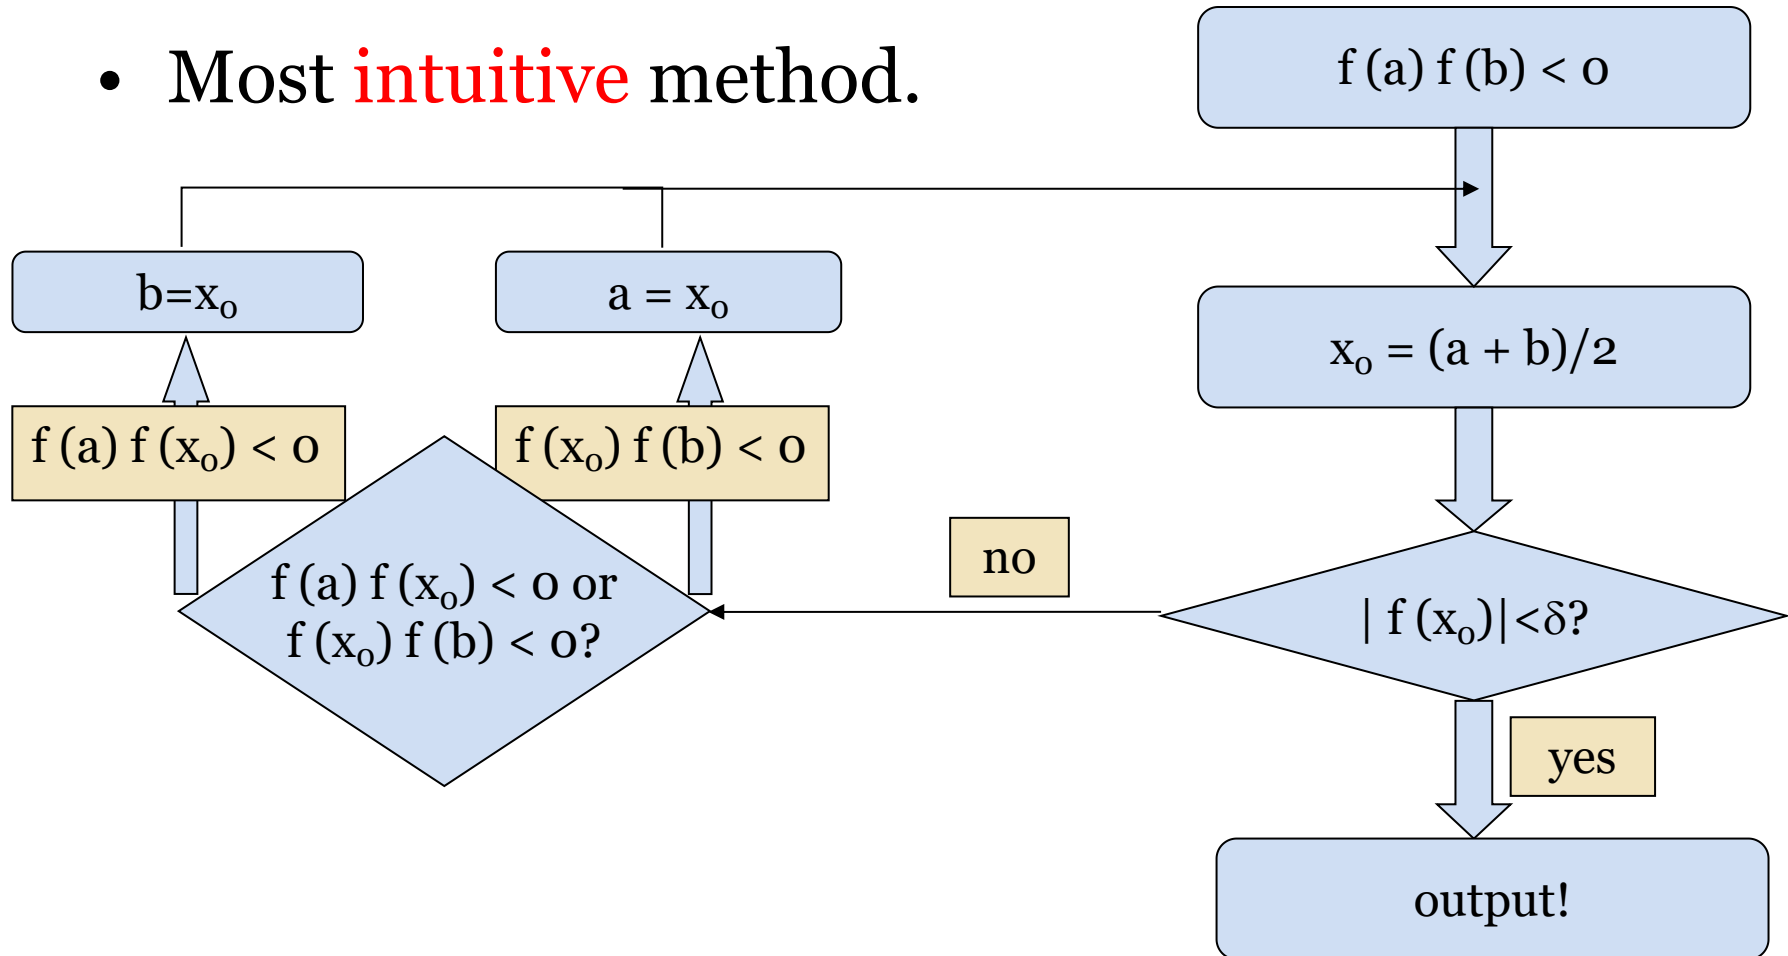 • Most intuitive method.
f (a) f (b) < 0
b=x₀
a = x₀
x₀ = (a + b)/2
f (a) f (x₀) < 0
f (x₀) f (b) < 0
no
f (a) f (x₀) < 0 or
f (x₀) f (b) < 0?
| f (x₀)|<δ?
yes
output!